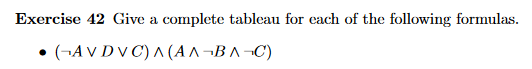 Exercise 42 Give a complete tableau for each of the following formulas.
• (¬A ∨ D ∨ C) ∧ (A ∧ ¬B ∧ ¬C)